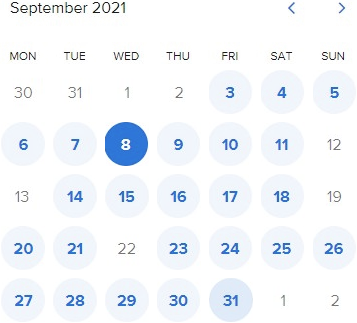 September 2021
MON TUE WED THU FRI SAT SUN
30 31 1 2 3 4 5
6 7 8 9 10 11 12
13 14 15 16 17 18 19
20 21 22 23 24 25 26
27 28 29 30 31 1 2